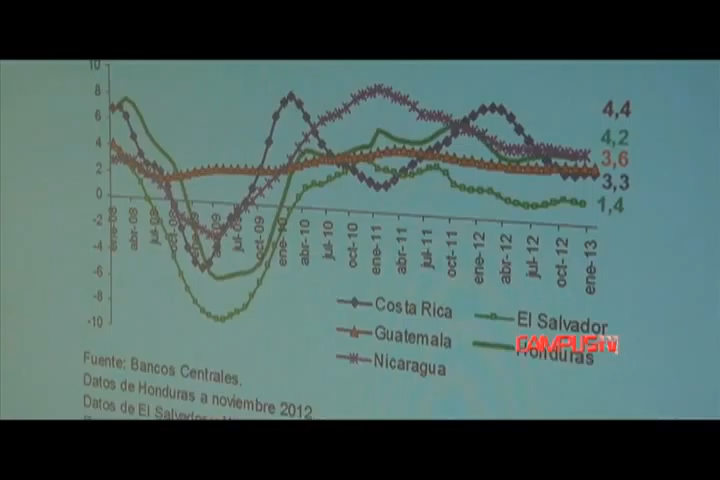 10
8
6
4
2
0
-2
-4
-6
-8
-10
ene-08
abr-08
jul-08
oct-08
abr-09
jul-09
oct-09
ene-10
abr-10
jul-10
oct-10
ene-11
abr-11
jul-11
oct-11
ene-12
abr-12
jul-12
oct-12
ene-13
4,4
4,2
3,6
3,3
1,4
Costa Rica
El Salvador
Guatemala
Honduras
Nicaragua
CAMPUSTV
Fuente: Bancos Centrales.
Datos de Honduras a noviembre 2012
Datos de El Salvador